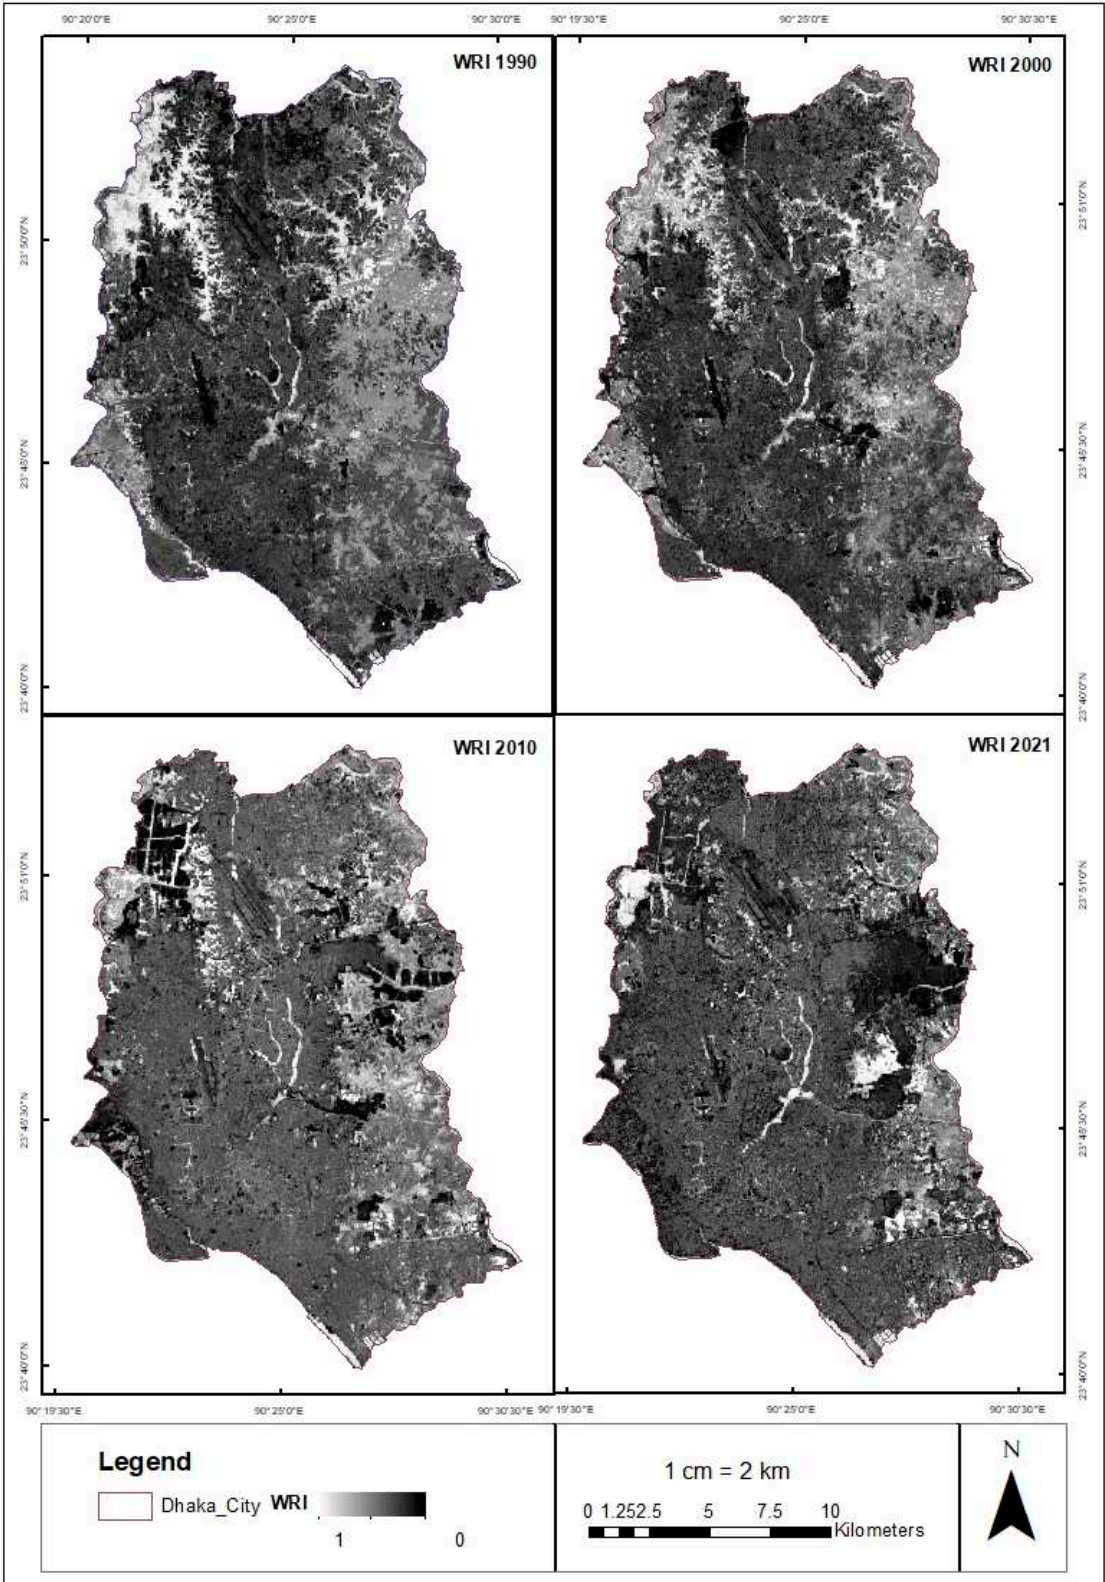 90° 20'0"E 90° 25'0"E 90° 30'0"E 90° 19'30"E 90° 25'0"E 90° 30'30"E
WRI 1990
WRI 2000
23° 50'0"N
23° 51'0"N
23° 45'0"N
23° 45'30"N
23° 40'0"N
23° 40'0"N
WRI 2010
WRI 2021
23° 51'0"N
23° 51'0"N
23° 45'30"N
23° 45'30"N
23° 40'0"N
23° 40'0"N
90° 19'30"E 90° 25'0"E 90° 30'30"E 90° 19'30"E 90° 25'0"E 90° 30'30"E
Legend
Dhaka_City WRI
1 0
1 cm = 2 km
0 1.25 2.5 5 7.5 10
Kilometers
N